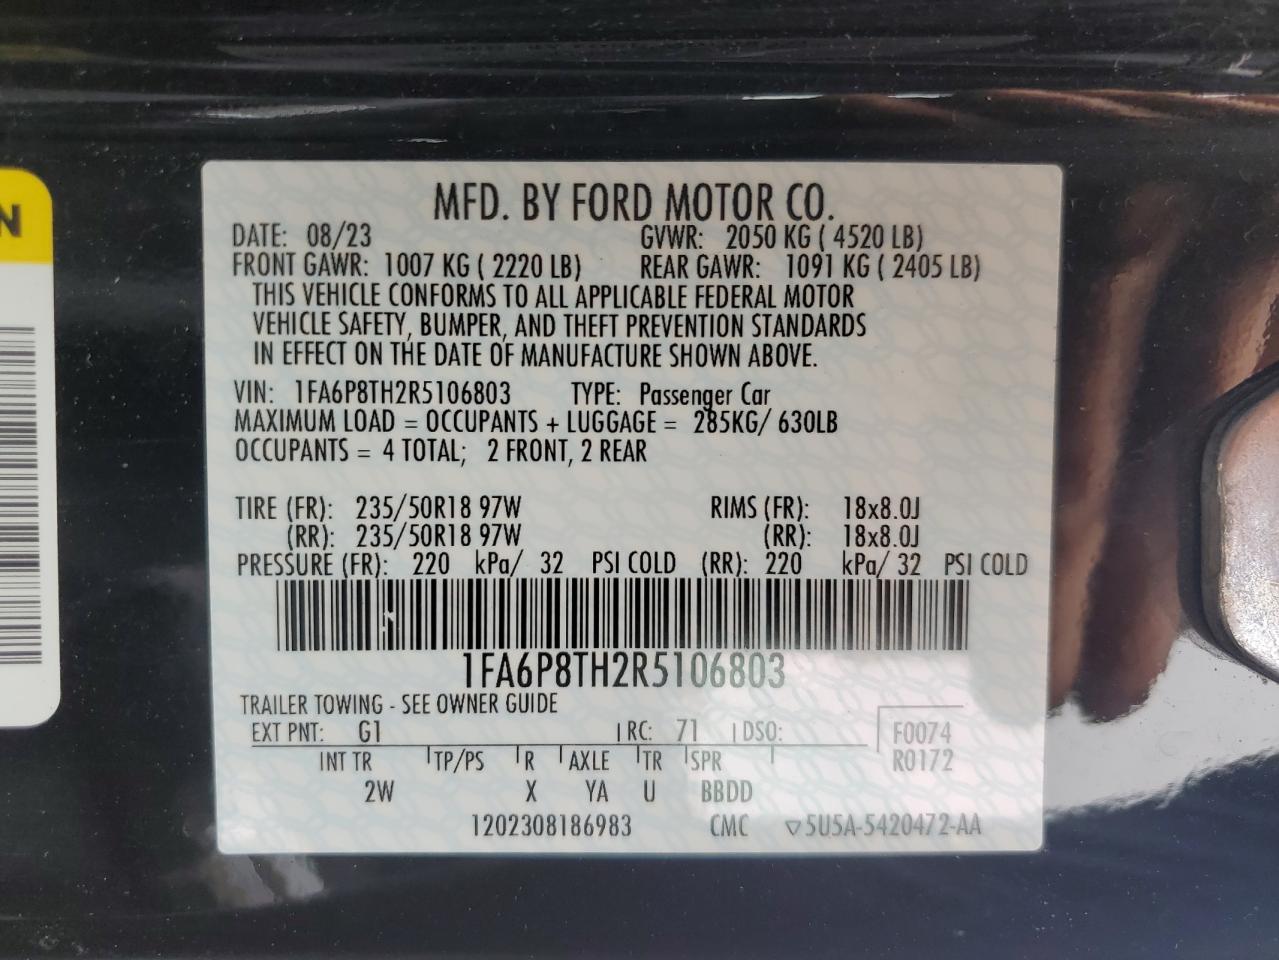 N
MFD. BY FORD MOTOR CO.
DATE: 08/23 GVWR: 2050 KG ( 4520 LB)
FRONT GAWR: 1007 KG ( 2220 LB) REAR GAWR: 1091 KG ( 2405 LB)
THIS VEHICLE CONFORMS TO ALL APPLICABLE FEDERAL MOTOR
VEHICLE SAFETY, BUMPER, AND THEFT PREVENTION STANDARDS
IN EFFECT ON THE DATE OF MANUFACTURE SHOWN ABOVE.
VIN: 1FA6P8TH2R5106803 TYPE: Passenger Car
MAXIMUM LOAD = OCCUPANTS + LUGGAGE = 285KG/ 630LB
OCCUPANTS = 4 TOTAL; 2 FRONT, 2 REAR
TIRE (FR): 235/50R18 97W RIMS (FR): 18x8.0J
(RR): 235/50R18 97W (RR): 18x8.0J
PRESSURE (FR): 220 kPa/ 32 PSI COLD (RR): 220 kPa/ 32 PSI COLD
1FA6P8TH2R5106803
TRAILER TOWING - SEE OWNER GUIDE
EXT PNT: G1 RC: 71 DSO: F0074
INT TR TP/PS R AXLE TR SPR R0172
2W X YA U BBDD
1202308186983 CMC ▽5U5A-5420472-AA